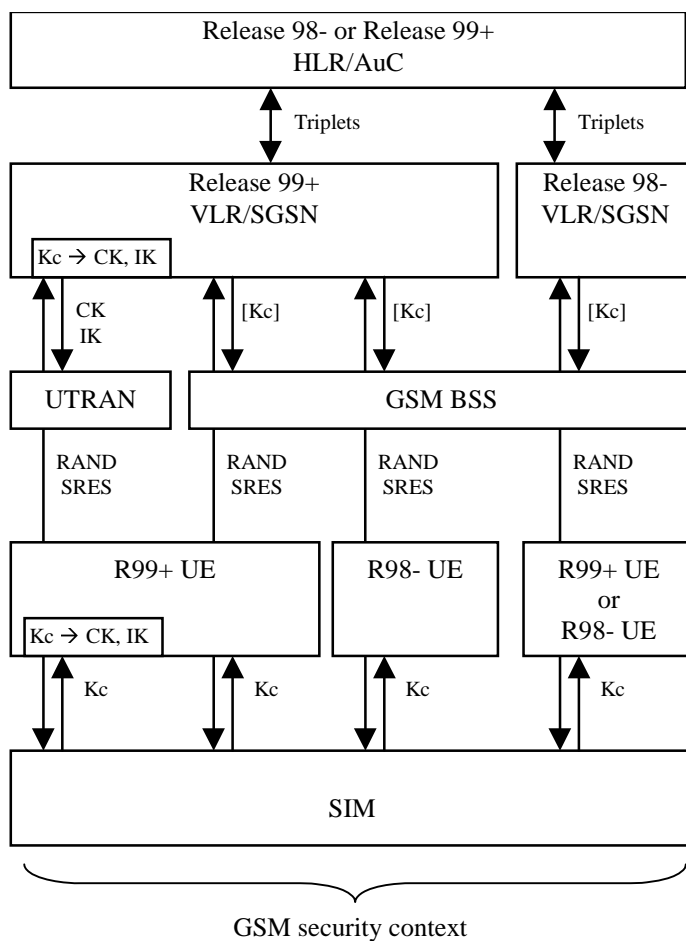 Release 98- or Release 99+
HLR/AuC
Triplets
Triplets
Release 99+
VLR/SGSN
Release 98-
VLR/SGSN
Kc → CK, IK
CK
IK
[Kc]
[Kc]
[Kc]
UTRAN
GSM BSS
RAND
SRES
RAND
SRES
RAND
SRES
RAND
SRES
R99+ UE
R98- UE
R99+ UE
or
R98- UE
Kc → CK, IK
Kc
Kc
Kc
Kc
SIM
GSM security context